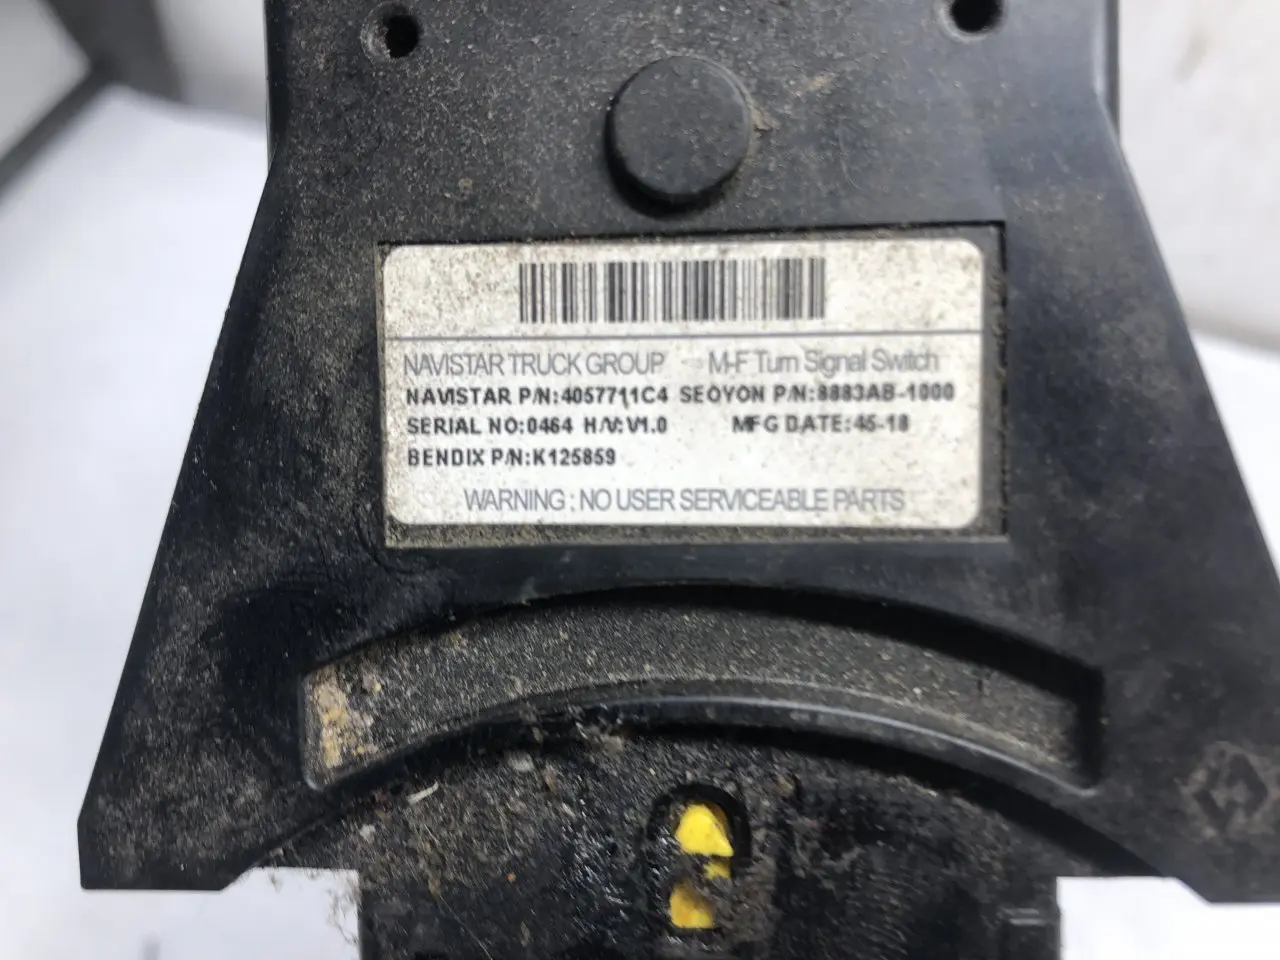 NAVISTAR TRUCK GROUP M-F Turn Signal Switch
NAVISTAR P/N:4057711C4 SEOYON P/N:8883AB-1000
SERIAL NO:0464 H/V:V1.0 MFG DATE:45-18
BENDIX P/N:K125859
WARNING : NO USER SERVICEABLE PARTS